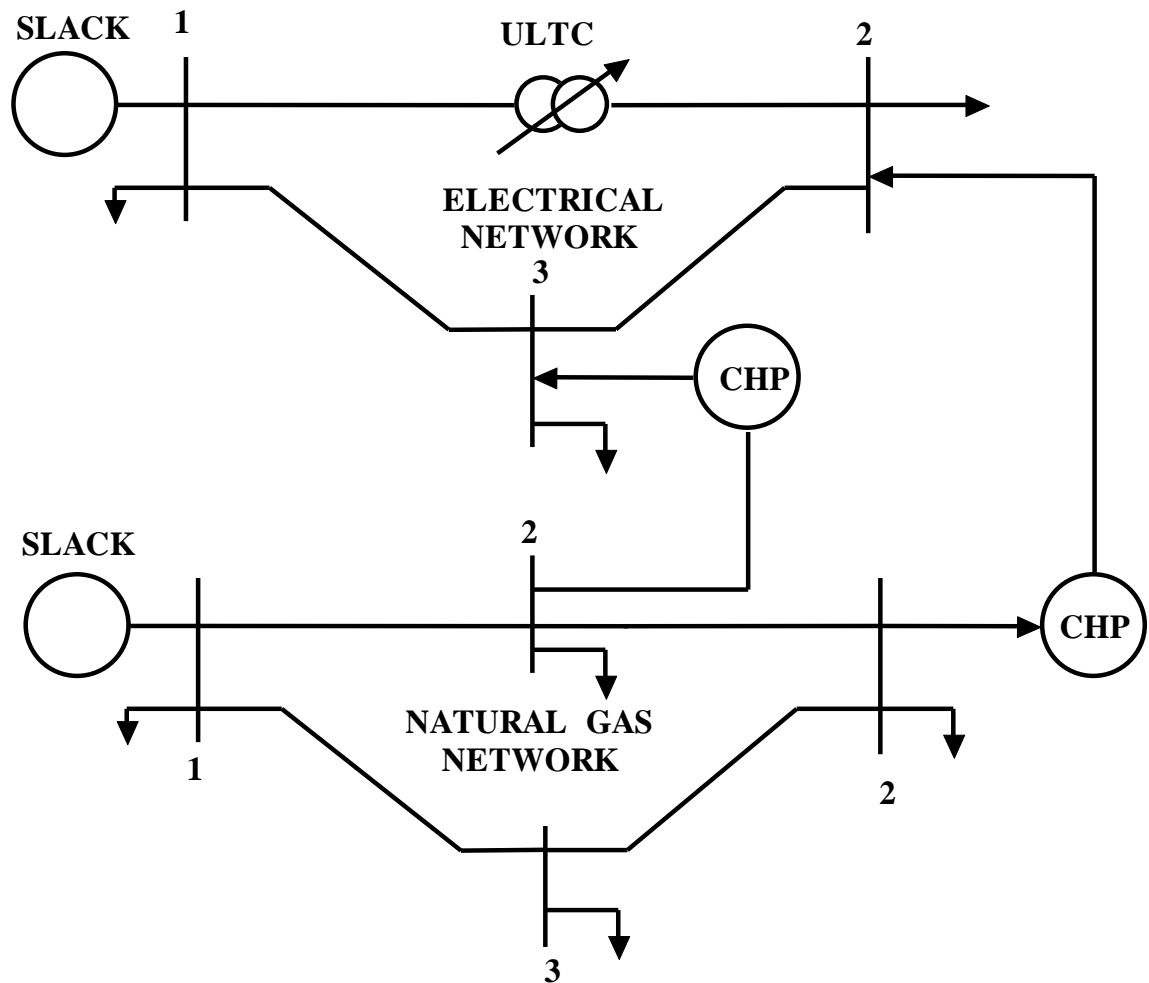 SLACK
1
ULTC
2
ELECTRICAL
NETWORK
3
CHP
SLACK
2
CHP
NATURAL GAS
NETWORK
1
2
3